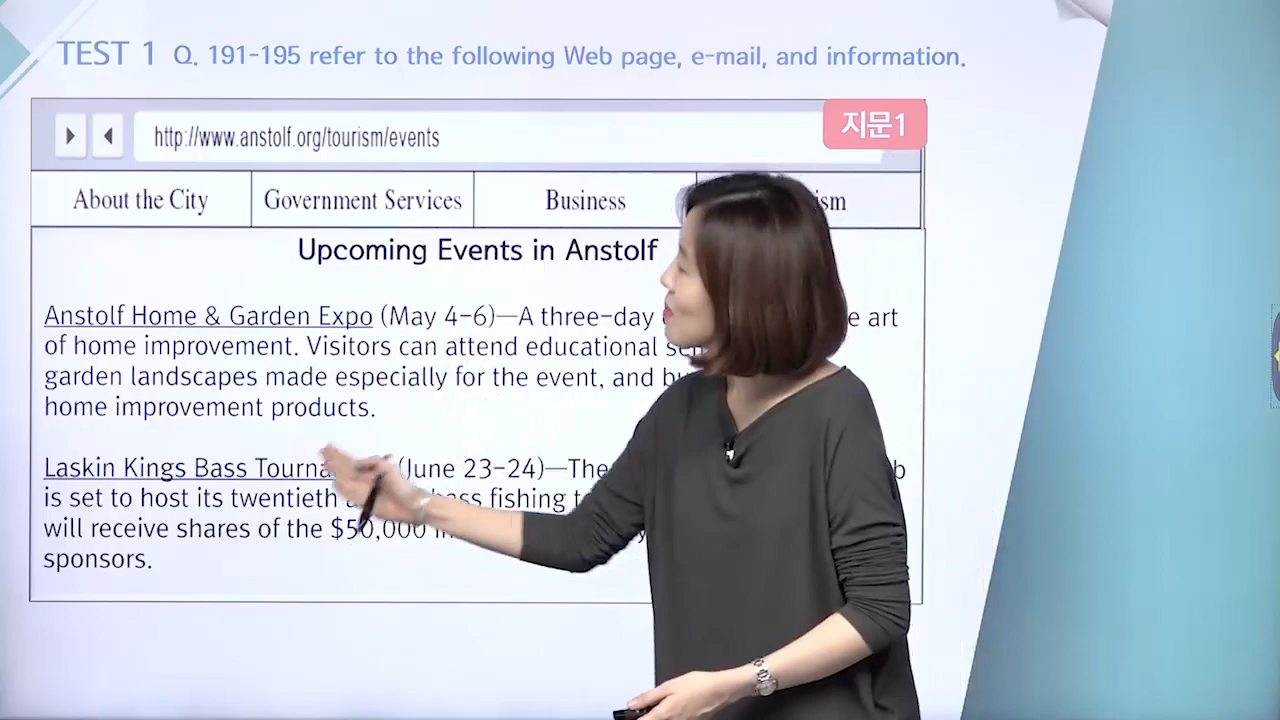 TEST 1 Q. 191-195 refer to the following Web page, e-mail, and information.
지문1
http://www.anstolf.org/tourism/events
About the City Government Services Business
Upcoming Events in Anstolf
Anstolf Home & Garden Expo (May 4-6)—A three-day art
of home improvement. Visitors can attend educational
garden landscapes made especially for the event, and
home improvement products.
Laskin Kings Bass (June 23-24)—The
is set to host its twentieth bass fishing
will receive shares of the $50,000
sponsors.